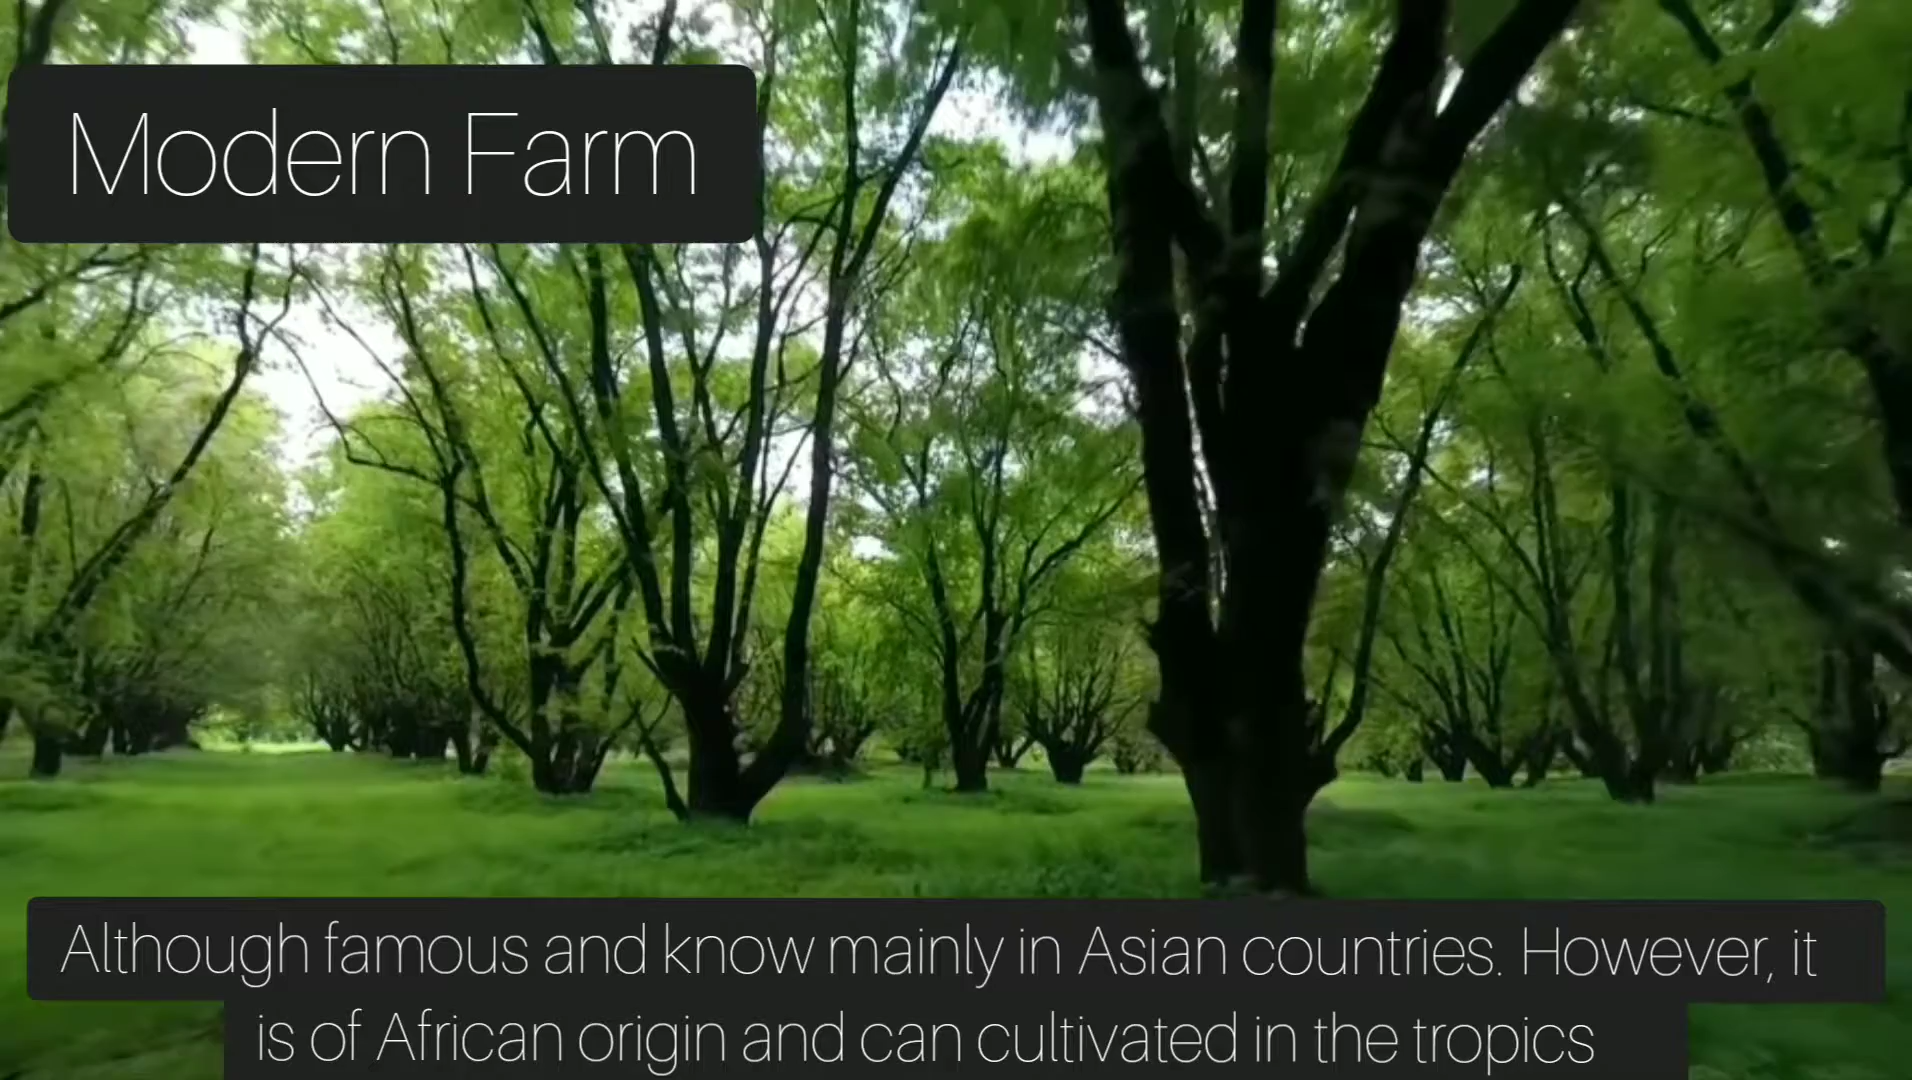 Modern Farm
Although famous and know mainly in Asian countries. However, it
is of African origin and can cultivated in the tropics